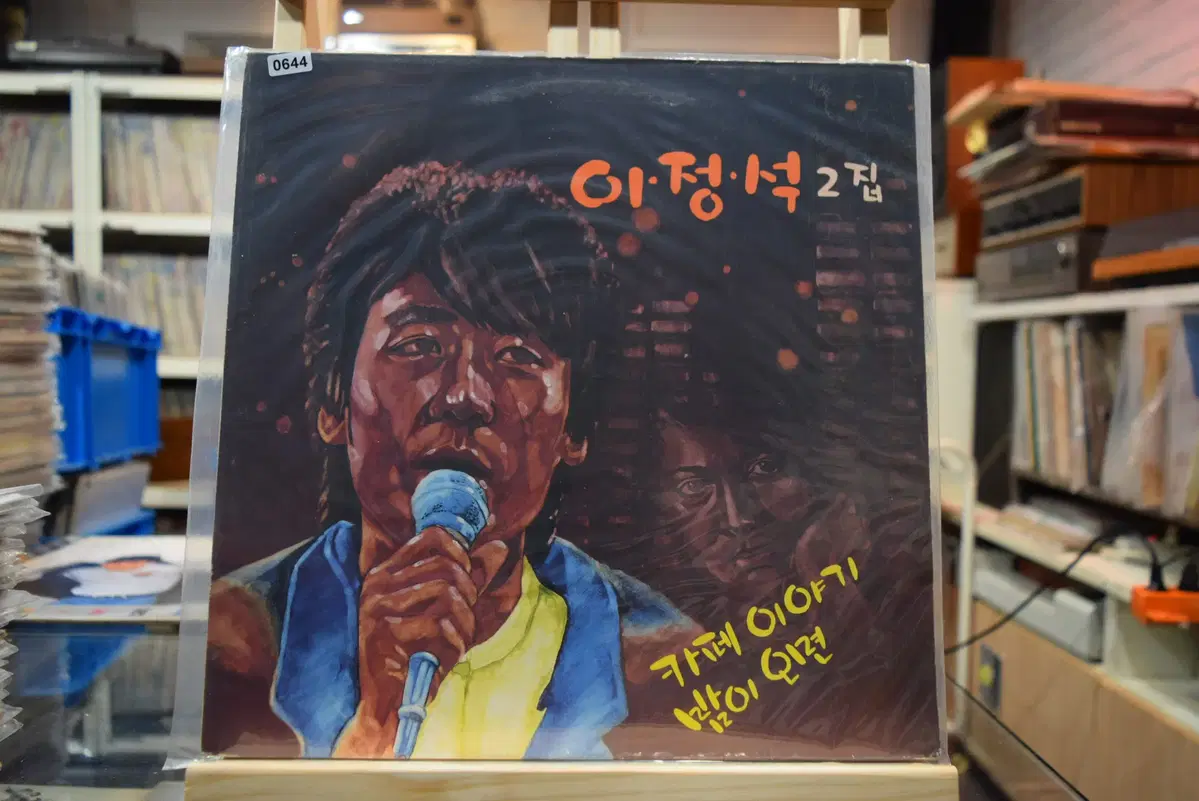 0644
이·정·석 2집
카페 이야기
밤이 오면